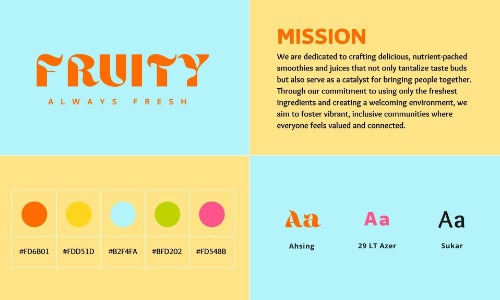 FRUITY
ALWAYS FRESH
MISSION
We are dedicated to crafting delicious, nutrient-packed
smoothies and juices that not only tantalize taste buds
but also serve as a catalyst for bringing people together.
Through our commitment to using only the freshest
ingredients and creating a welcoming environment, we
aim to foster vibrant, inclusive communities where
everyone feels valued and connected.
#FD6B01 #FDD51D #B2F4FA #BFD202 #FD548B
Aa Aa Aa
Ahsing 29 LT Azer Sukar